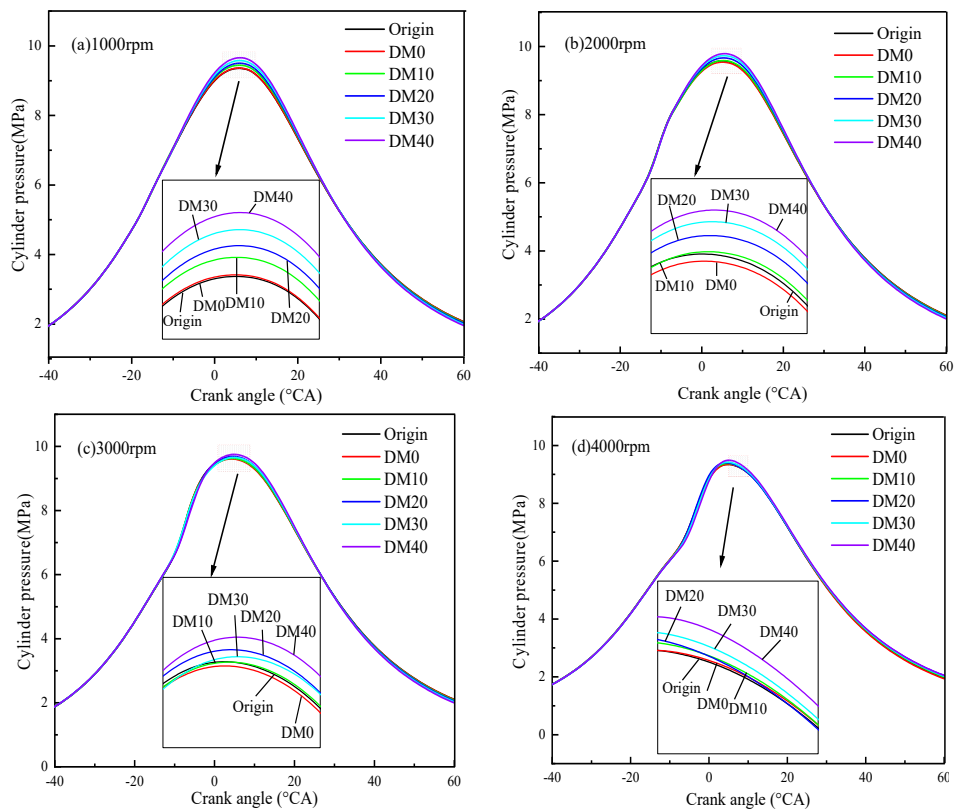 (a)1000rpm
Origin
DM0
DM10
DM20
DM30
DM40
10
8
6
4
2
Cylinder pressure(MPa)
DM40
DM30
DM10
DM0
Origin
DM20
-40
-20
0
20
40
60
Crank angle (°CA)
(b)2000rpm
Origin
DM0
DM10
DM20
DM30
DM40
10
8
6
4
2
Cylinder pressure(MPa)
DM30
DM20
DM40
DM10
DM0
Origin
-40
-20
0
20
40
60
Crank angle (°CA)
(c)3000rpm
Origin
DM0
DM10
DM20
DM30
DM40
10
8
6
4
2
0
Cylinder pressure(MPa)
DM30
DM10
DM20
DM40
Origin
DM0
-40
-20
0
20
40
60
Crank angle (°CA)
(d)4000rpm
Origin
DM0
DM10
DM20
DM30
DM40
10
8
6
4
2
0
Cylinder pressure(MPa)
DM20
DM30
DM40
Origin
DM0
DM10
-40
-20
0
20
40
60
Crank angle (°CA)